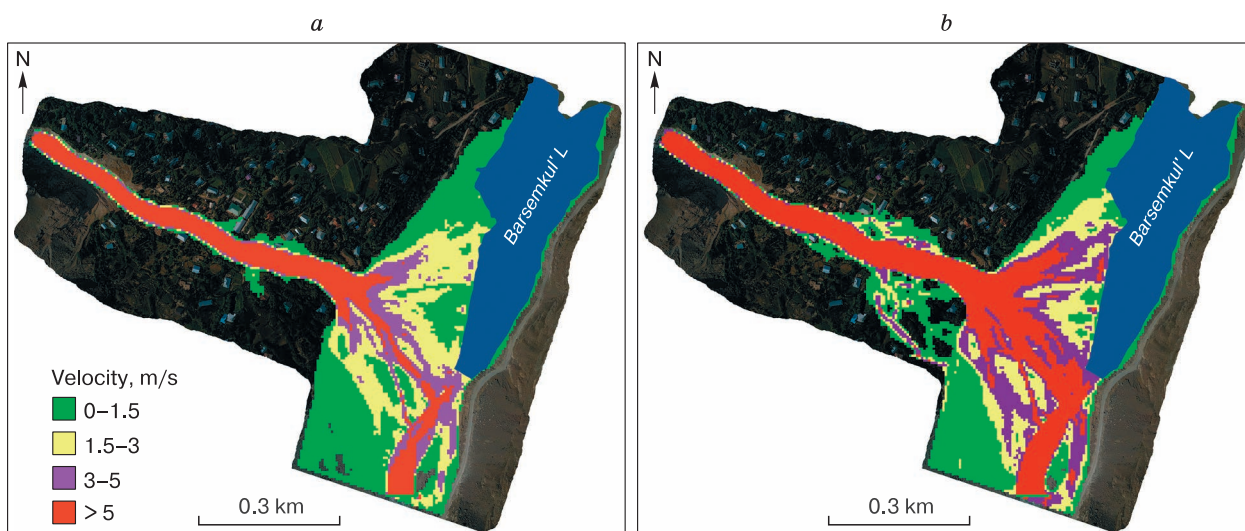 a
b
N
N
Barsemkul' L
Barsemkul' L
Velocity, m/s
0–1.5
1.5–3
3–5
> 5
0.3 km
0.3 km